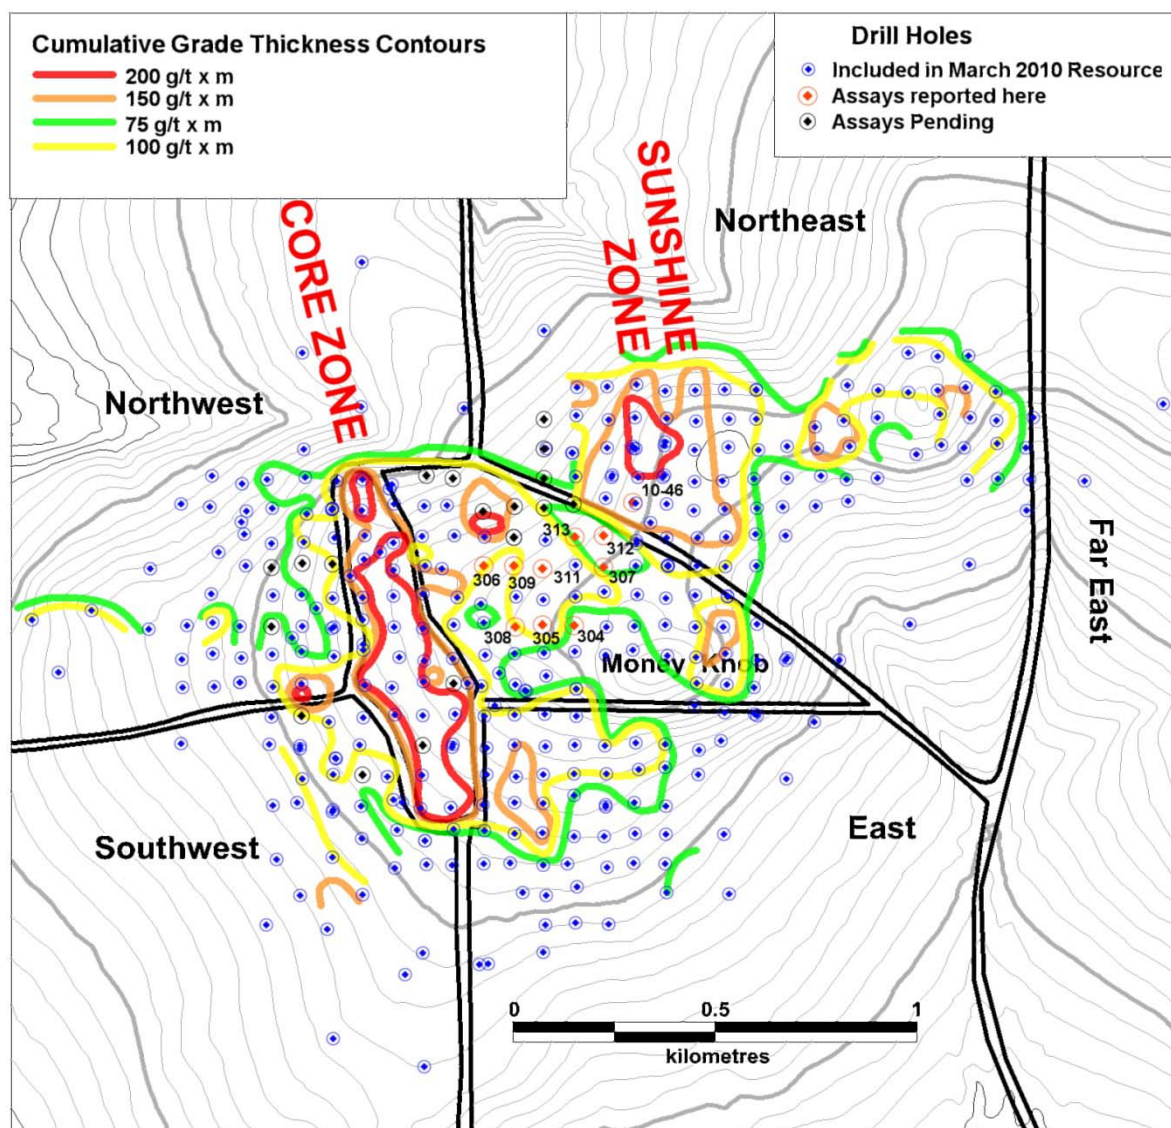 Cumulative Grade Thickness Contours
200 g/t x m
150 g/t x m
75 g/t x m
100 g/t x m
Drill Holes
Included in March 2010 Resource
Assays reported here
Assays Pending
CORE ZONE
SUNSHINE
ZONE
Northeast
Northwest
10-46
313
312
306
309
311
307
308
305
304
Money Knob
Far East
Southwest
East
0
0.5
1
kilometres